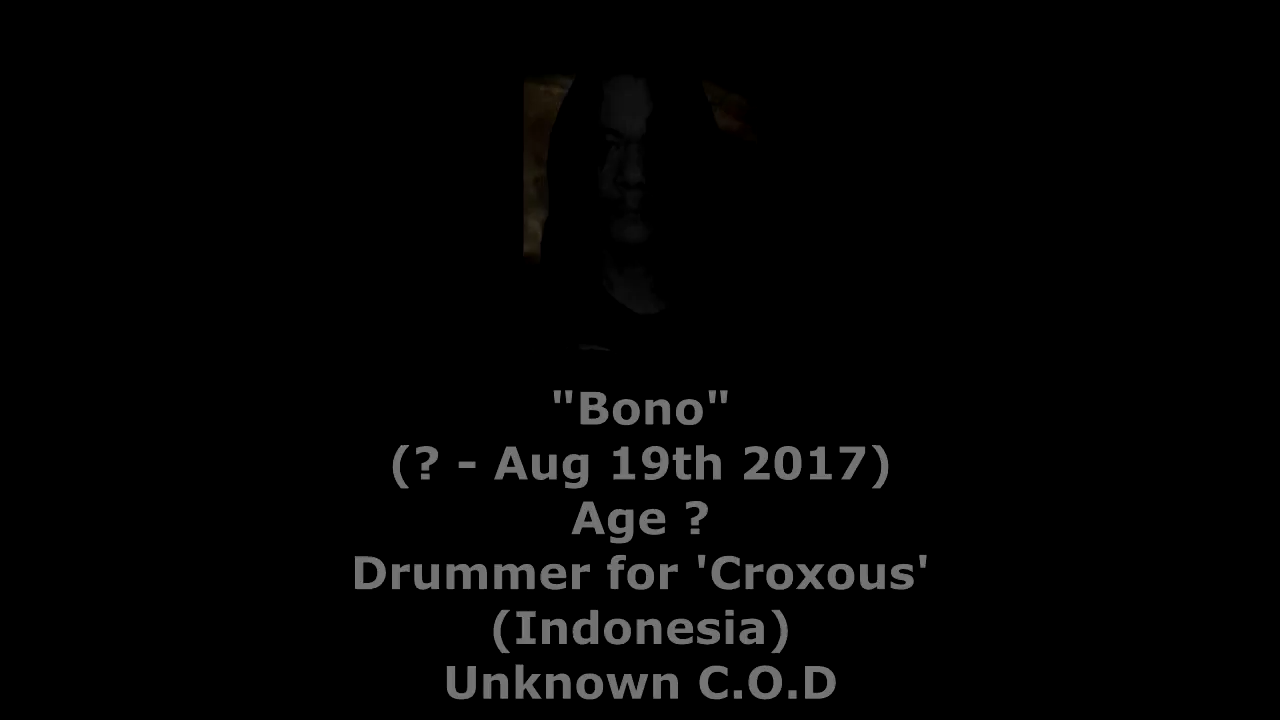 "Bono"
(? - Aug 19th 2017)
Age ?
Drummer for 'Croxous'
(Indonesia)
Unknown C.O.D